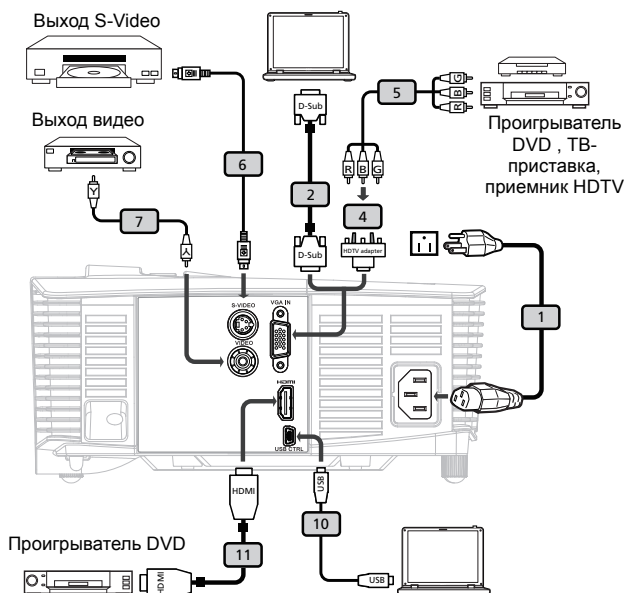 Выход S-Video
D-Sub
5
G
B
R
Проигрыватель
DVD , ТВ-
приставка,
приемник HDTV
Выход видео
Y
7
6
2
R B G
4
D-Sub
HDTV adapter
Y
1
S-VIDEO
VGA IN
VIDEO
HDMI
USB CTRL
HDMI
USB
10
11
Проигрыватель DVD
HDMI
USB